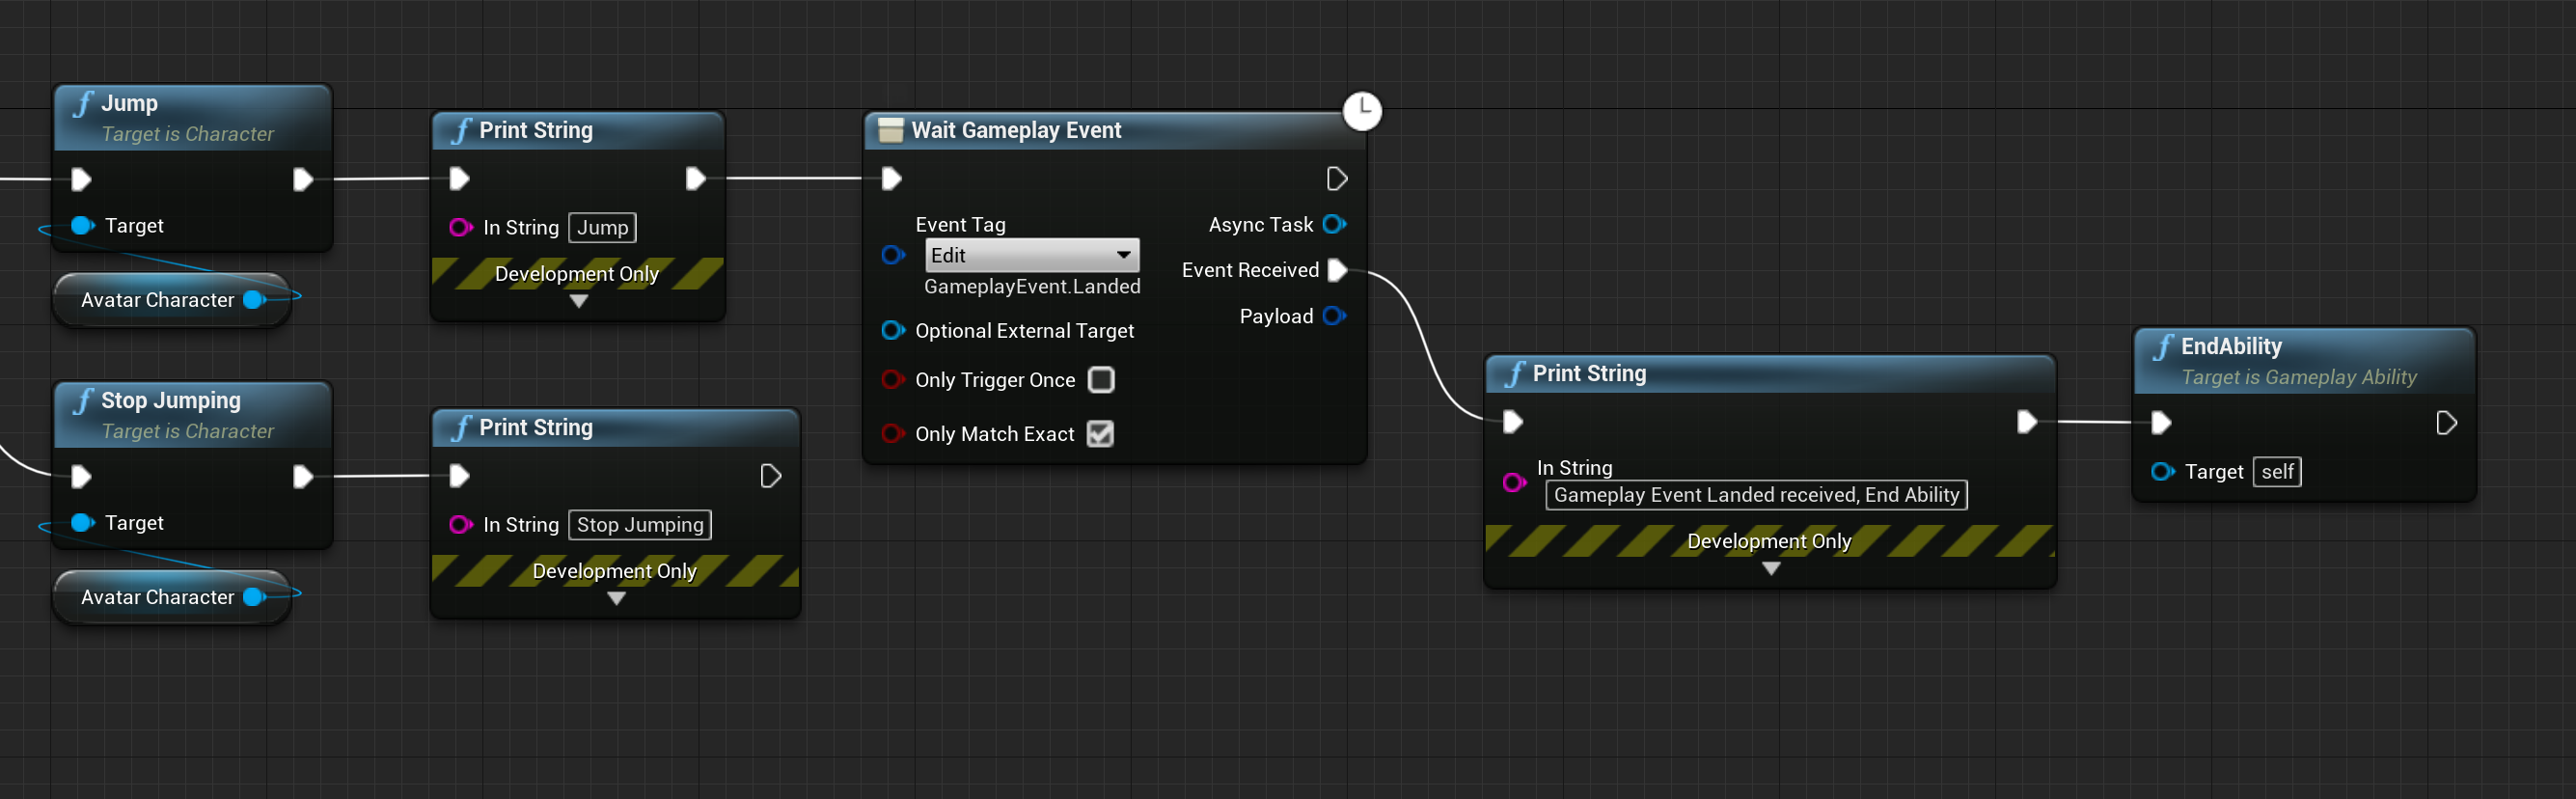 Jump
Target is Character
Target
Avatar Character
Print String
In String Jump
Development Only
Wait Gameplay Event
Event Tag
Edit
GameplayEvent.Landed
Optional External Target
Only Trigger Once
Only Match Exact
Async Task
Event Received
Payload
Stop Jumping
Target is Character
Target
Avatar Character
Print String
In String Stop Jumping
Development Only
Print String
In String
Gameplay Event Landed received, End Ability
Development Only
EndAbility
Target is Gameplay Ability
Target self